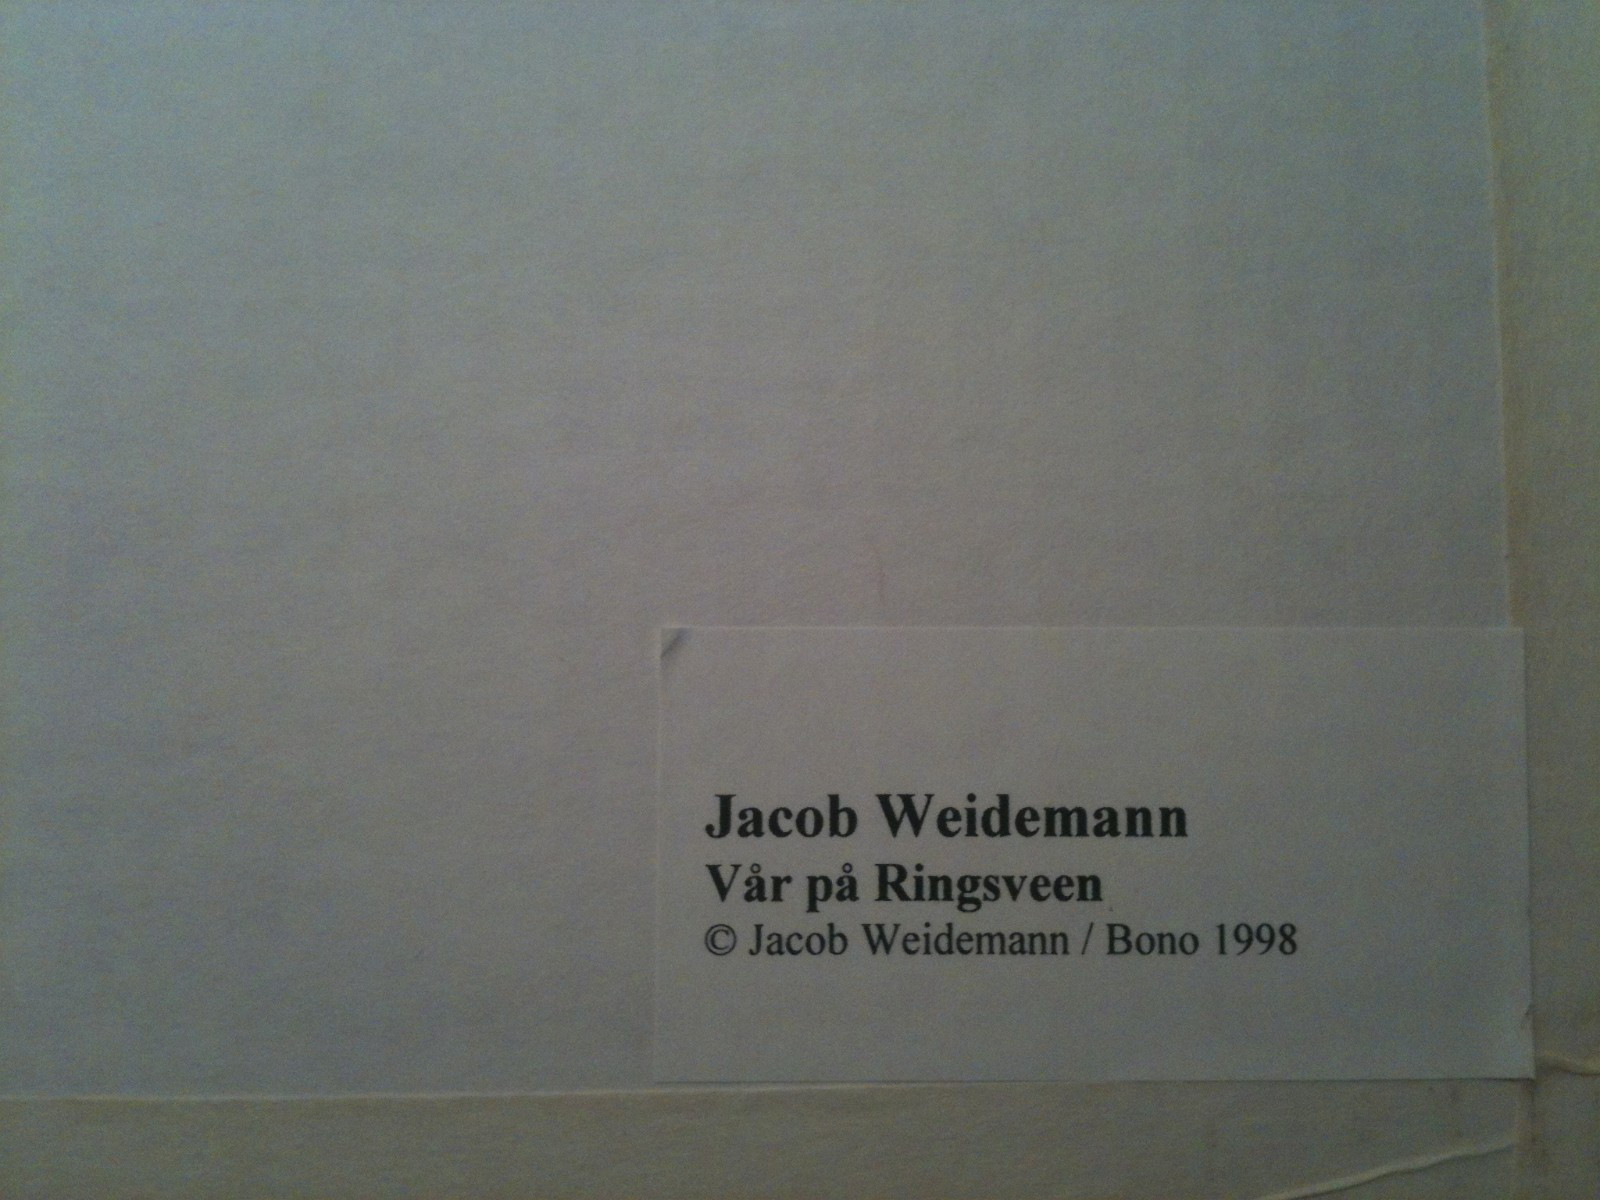 Jacob Weidemann
Vår på Ringsveen
© Jacob Weidemann / Bono 1998